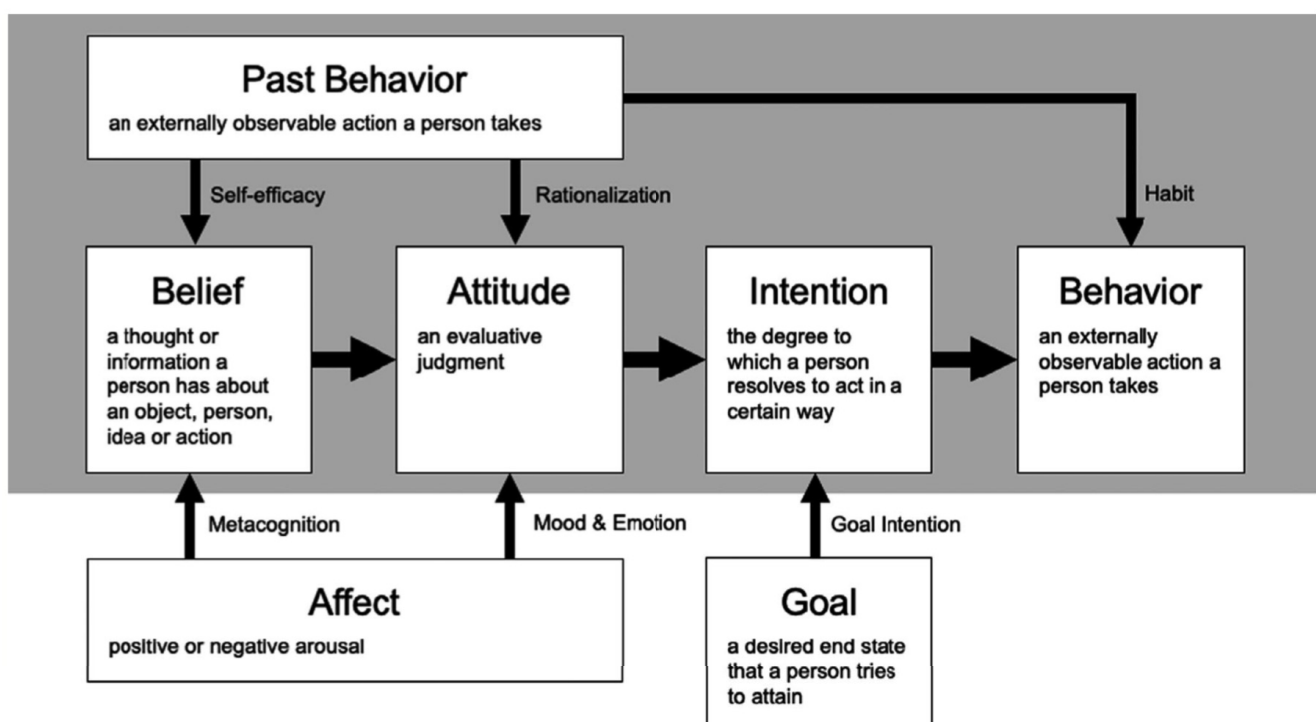 Past Behavior
an externally observable action a person takes
Self-efficacy
Rationalization
Habit
Belief
a thought or
information a
person has about
an object, person,
idea or action
Attitude
an evaluative
judgment
Intention
the degree to
which a person
resolves to act in a
certain way
Behavior
an externally
observable action a
person takes
Metacognition
Mood & Emotion
Goal Intention
Affect
positive or negative arousal
Goal
a desired end state
that a person tries
to attain